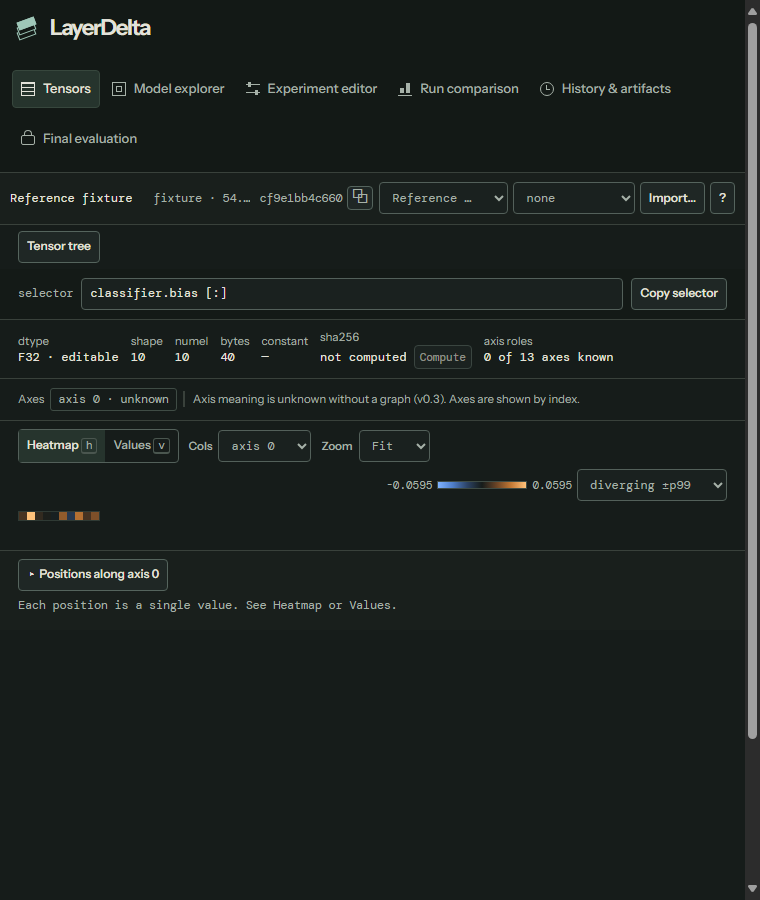 LayerDelta
Tensors Model explorer Experiment editor Run comparison History & artifacts
Final evaluation
Reference fixture fixture · 54.… cf9e1bb4c660 Reference … none Import… ?
Tensor tree
selector classifier.bias [:] Copy selector
dtype shape numel bytes constant sha256 axis roles
F32 · editable 10 10 40 — not computed Compute 0 of 13 axes known
Axes axis 0 · unknown Axis meaning is unknown without a graph (v0.3). Axes are shown by index.
Heatmap h Values v Cols axis 0 Zoom Fit
-0.0595 0.0595 diverging ±p99
Positions along axis 0
Each position is a single value. See Heatmap or Values.